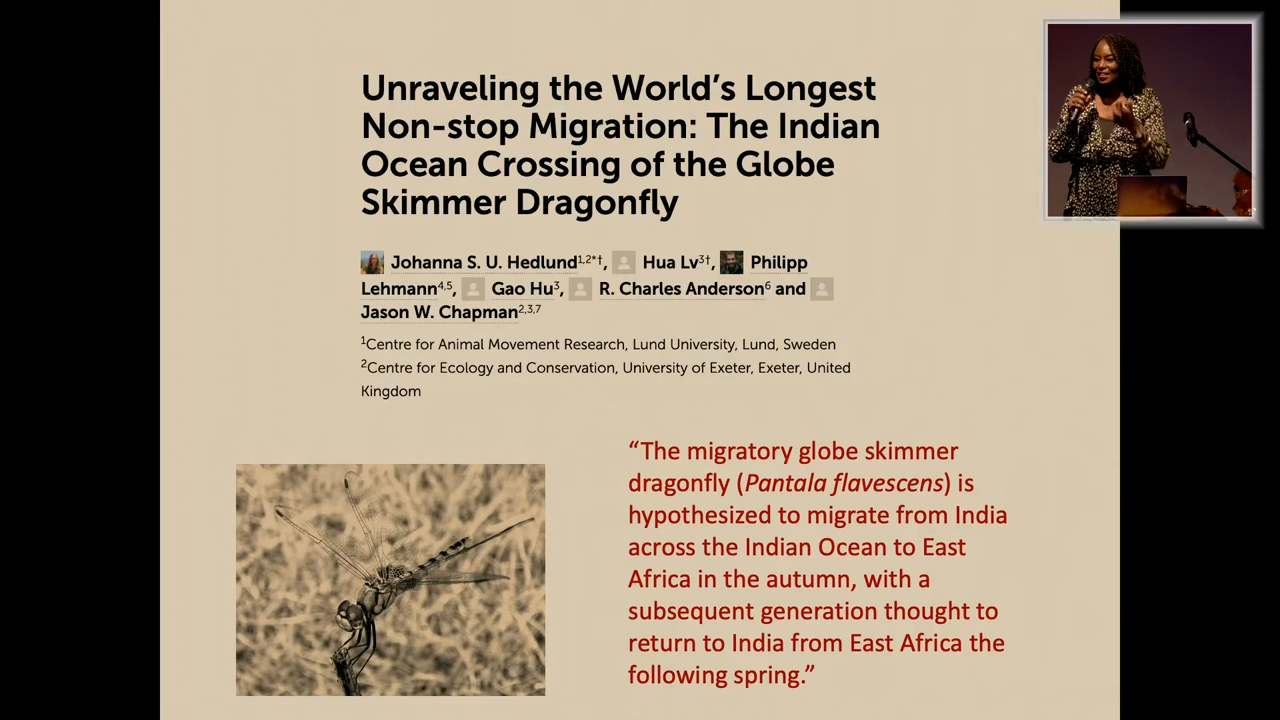 Unraveling the World’s Longest
Non-stop Migration: The Indian
Ocean Crossing of the Globe
Skimmer Dragonfly
Johanna S. U. Hedlund1,2*†, Hua Lv3†, Philipp
Lehmann4,5, Gao Hu3, R. Charles Anderson6 and
Jason W. Chapman2,3,7
1Centre for Animal Movement Research, Lund University, Lund, Sweden
2Centre for Ecology and Conservation, University of Exeter, Exeter, United
Kingdom
“The migratory globe skimmer
dragonfly (Pantala flavescens) is
hypothesized to migrate from India
across the Indian Ocean to East
Africa in the autumn, with a
subsequent generation thought to
return to India from East Africa the
following spring.”